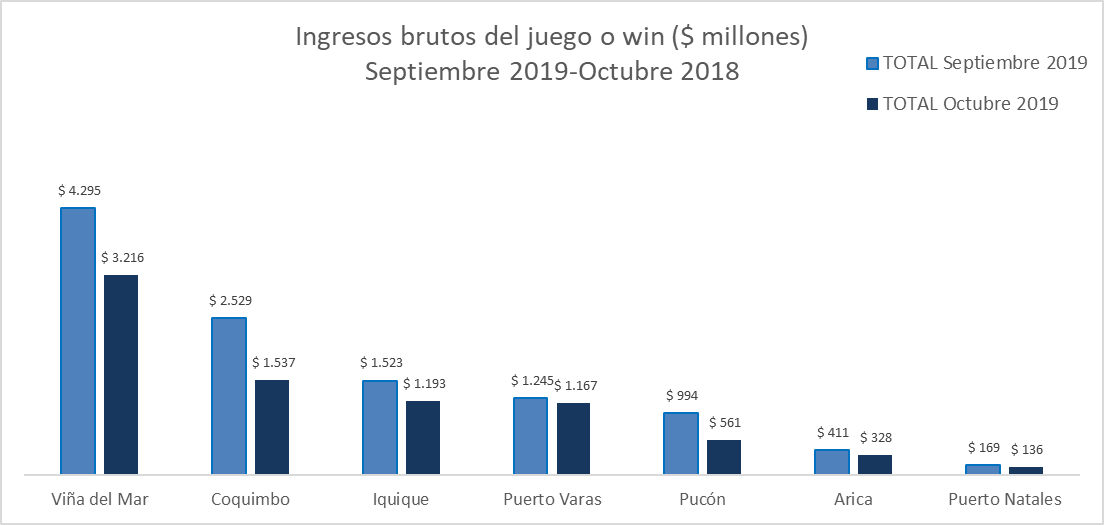 Ingresos brutos del juego o win ($ millones)
Septiembre 2019-Octubre 2018
TOTAL Septiembre 2019
TOTAL Octubre 2019
$ 4.295
$ 3.216
$ 2.529
$ 1.537
$ 1.523
$ 1.193
$ 1.245
$ 1.167
$ 994
$ 561
$ 411
$ 328
$ 169
$ 136
Viña del Mar
Coquimbo
Iquique
Puerto Varas
Pucón
Arica
Puerto Natales